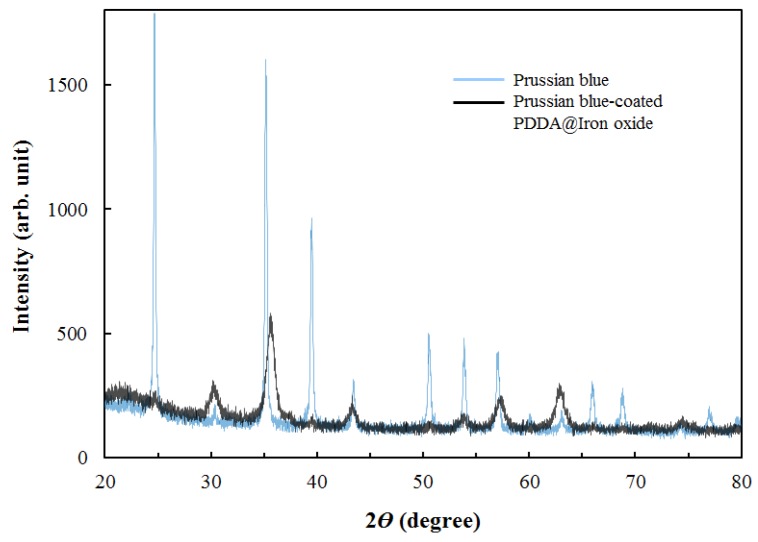 1500
1000
500
0
Intensity (arb. unit)
Prussian blue
Prussian blue-coated
PDDA@Iron oxide
20 30 40 50 60 70 80
2Θ (degree)